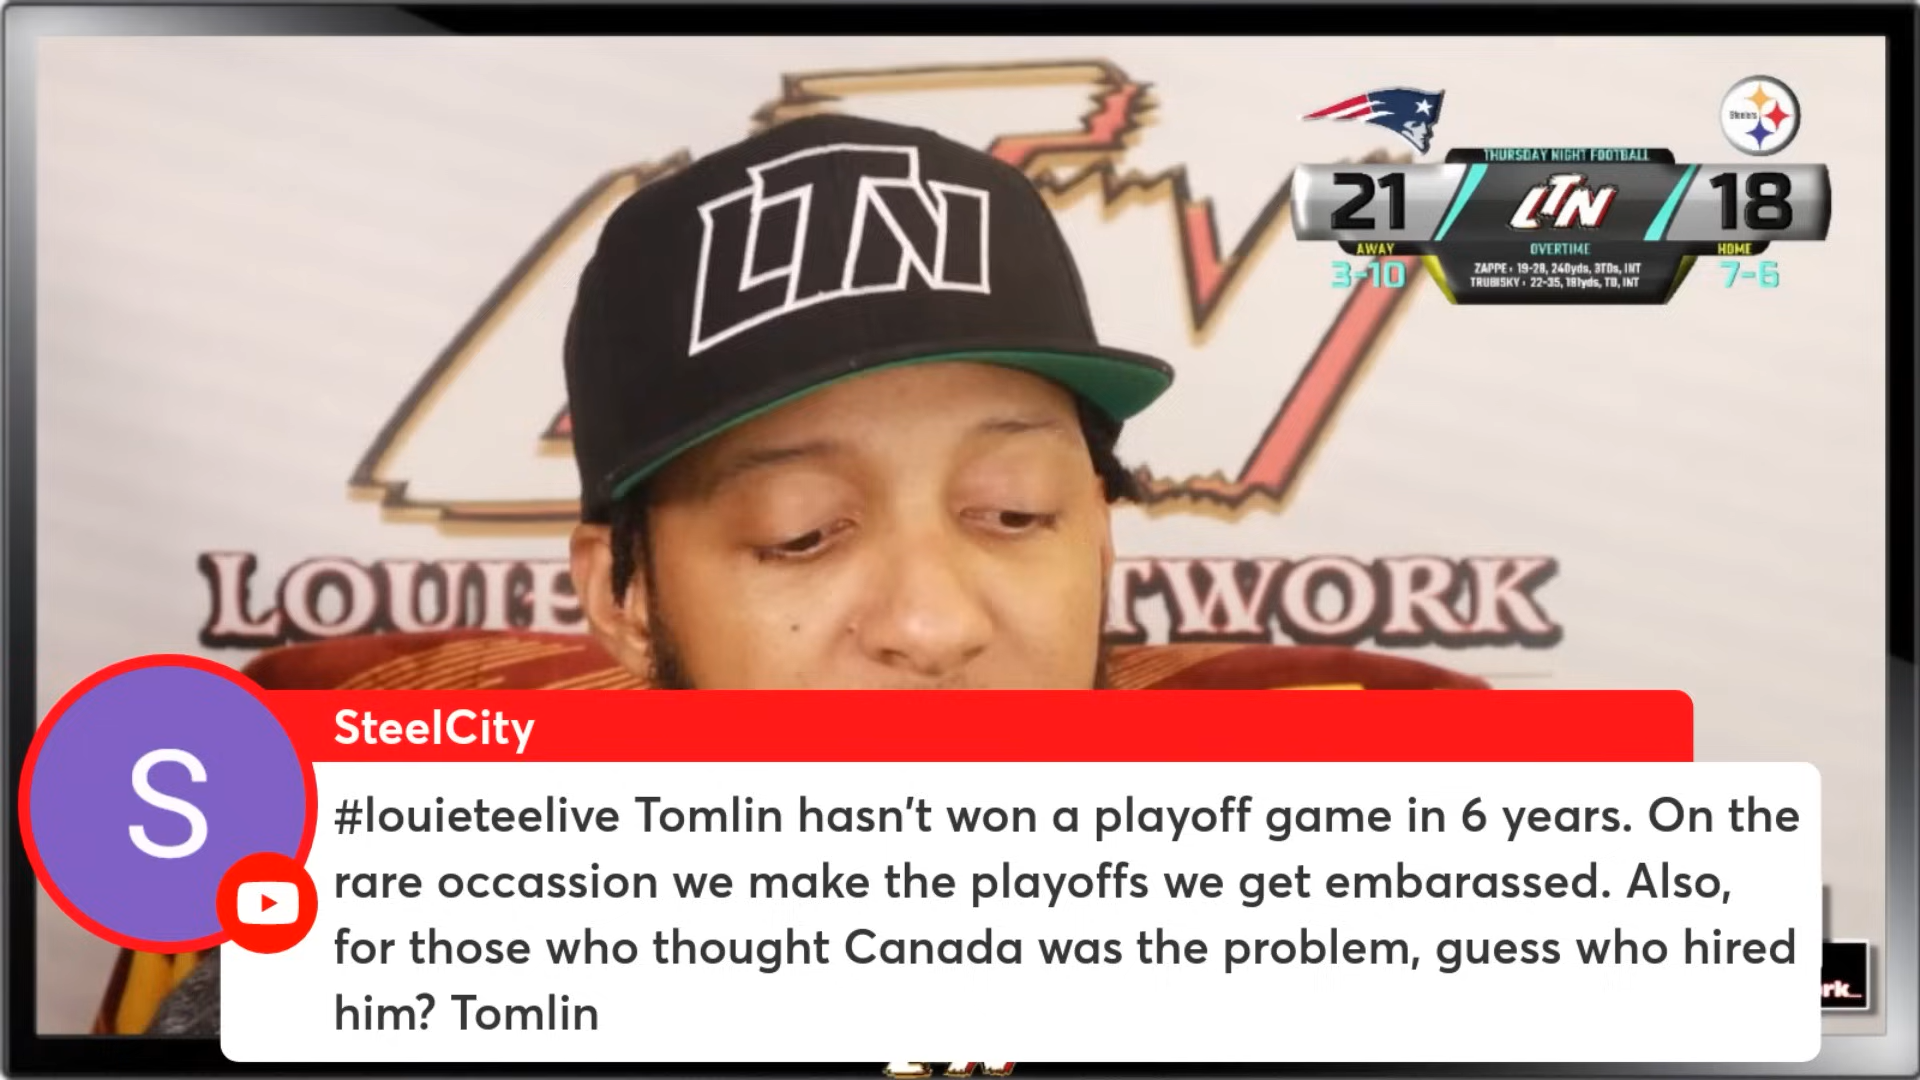 LTN
Steelers
THURSDAY NIGHT FOOTBALL
21 LTN 18
AWAY OVERTIME HOME
3-10 ZAPPE: 19-28, 240yds, 3TDs, INT 7-6
TRUBISKY: 22-35, 191yds, TD, INT
LOUIE TWORK
SteelCity
S
#louieteelive Tomlin hasn't won a playoff game in 6 years. On the
rare occassion we make the playoffs we get embarassed. Also,
for those who thought Canada was the problem, guess who hired
him? Tomlin
rk...